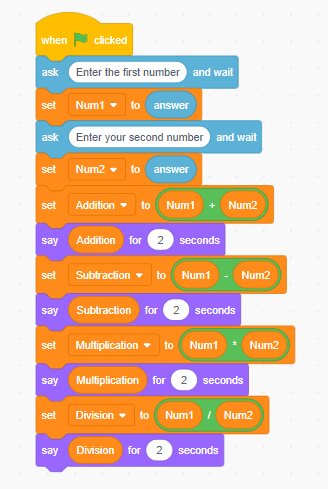 when clicked
ask Enter the first number and wait
set Num1 to answer
ask Enter your second number and wait
set Num2 to answer
set Addition to Num1 + Num2
say Addition for 2 seconds
set Subtraction to Num1 - Num2
say Subtraction for 2 seconds
set Multiplication to Num1 * Num2
say Multiplication for 2 seconds
set Division to Num1 / Num2
say Division for 2 seconds